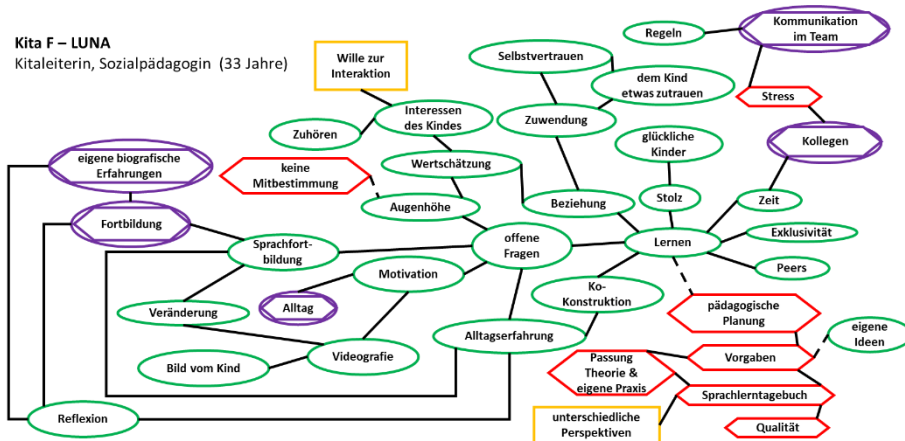 Kita F – LUNA
Kitaleiterin, Sozialpädagogin (33 Jahre)
Wille zur
Interaktion
Selbstvertrauen
Regeln
Kommunikation
im Team
dem Kind
etwas zutrauen
Stress
Zuhören
Interessen
des Kindes
Zuwendung
glückliche
Kinder
Kollegen
eigene biografische
Erfahrungen
keine
Mitbestimmung
Wertschätzung
Augenhöhe
Beziehung
Stolz
Zeit
Fortbildung
Sprachfort-
bildung
offene
Fragen
Lernen
Exklusivität
Motivation
Peers
Alltag
Ko-
Konstruktion
Veränderung
pädagogische
Planung
Alltagserfahrung
eigene
Ideen
Bild vom Kind
Videografie
Passung
Theorie &
eigene Praxis
Vorgaben
Sprachlerntagebuch
Reflexion
unterschiedliche
Perspektiven
Qualität